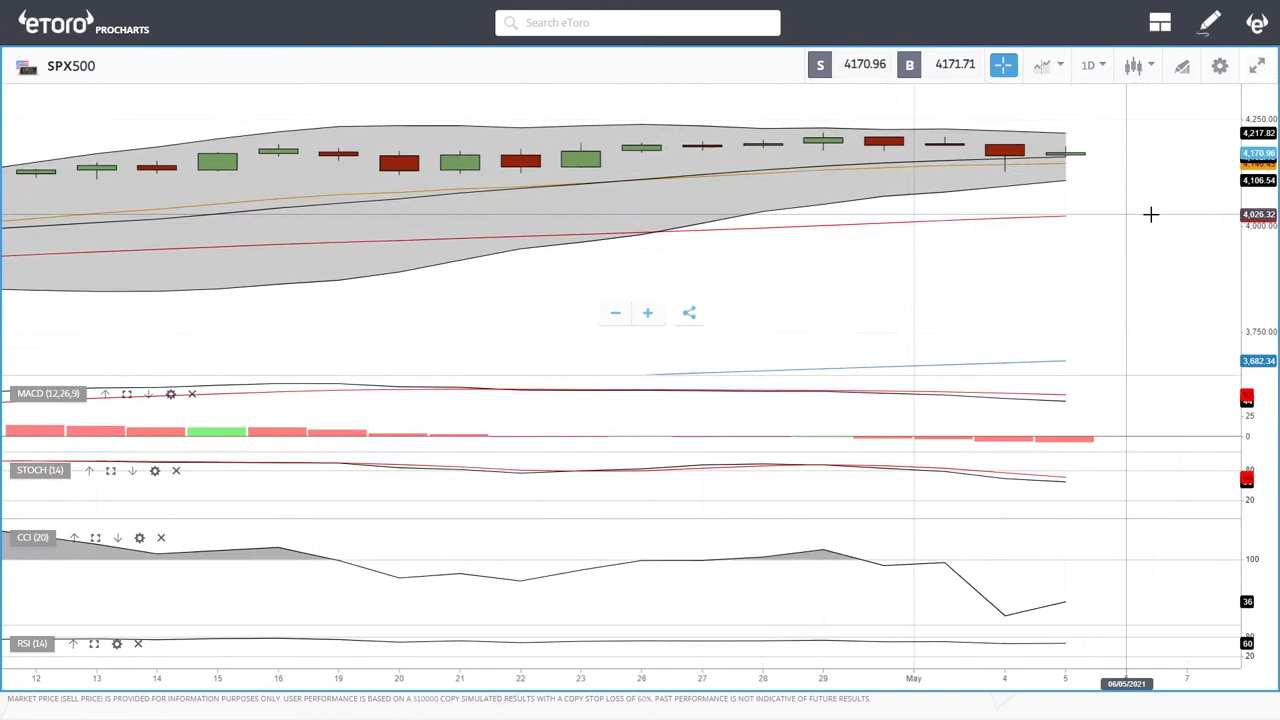 eToro PROCHARTS
Search eToro
SPX500
S 4170.96 B 4171.71
1D
4,250.00
4,217.82
4,170.96
4,106.54
4,026.32
4,000.00
3,750.00
3,682.34
MACD (12,26,9)
25
0
STOCH (14)
80
20
CCI (20)
100
36
RSI (14)
80
60
20
12 13 14 15 16 19 20 21 22 23 26 27 28 29 May 4 5 7
06/05/2021
MARKET PRICE (SELL PRICE) IS PROVIDED FOR INFORMATION PURPOSES ONLY. USER PERFORMANCE IS BASED ON A $10000 COPY SIMULATED RESULTS WITH A COPY STOP LOSS OF 60%. PAST PERFORMANCE IS NOT INDICATIVE OF FUTURE RESULTS.